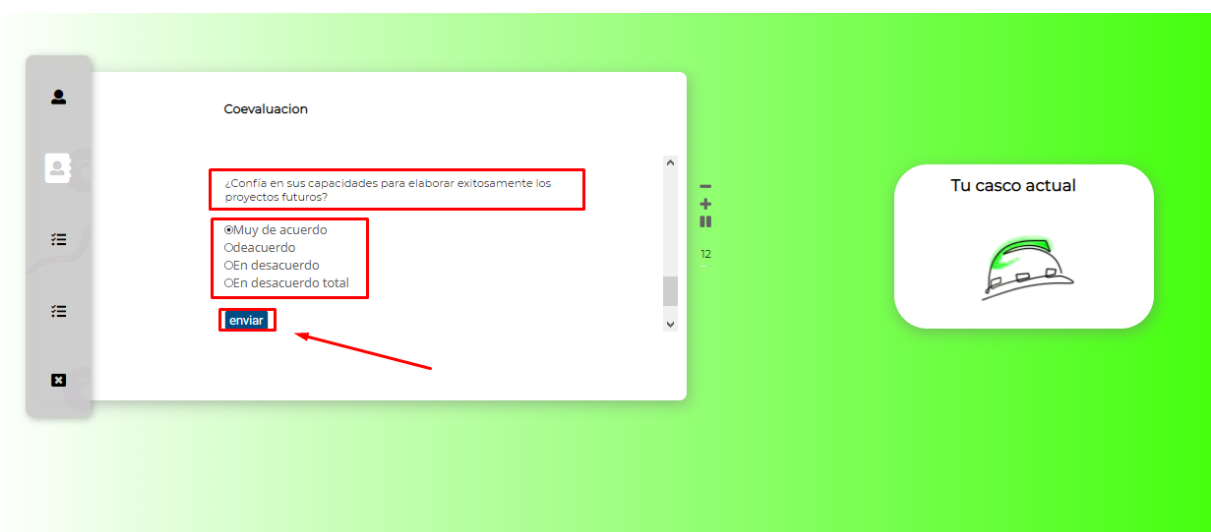 Coevaluacion
¿Confía en sus capacidades para elaborar exitosamente los
proyectos futuros?
Muy de acuerdo
deacuerdo
En desacuerdo
En desacuerdo total
enviar
12
Tu casco actual